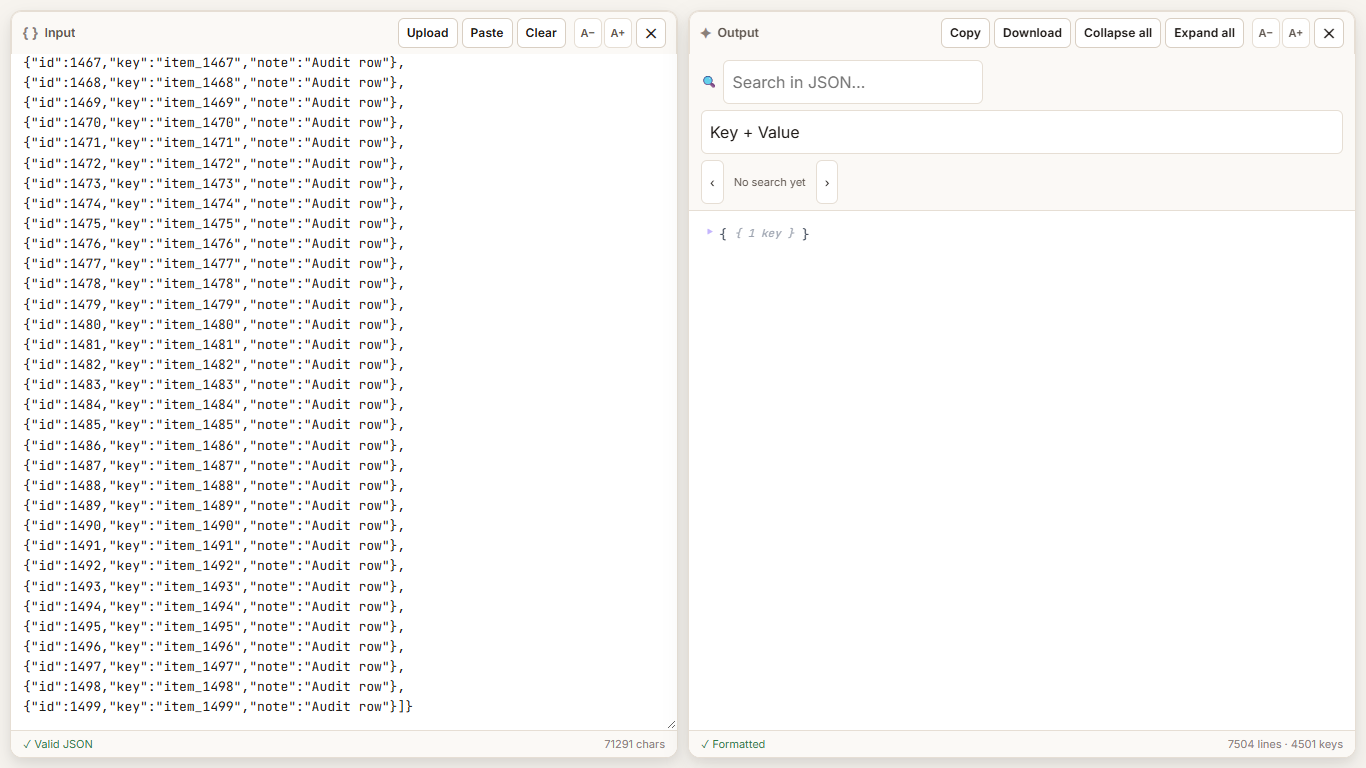 { } Input
Upload
Paste
Clear
A−
A+
✕
{"id":1467,"key":"item_1467","note":"Audit row"},
{"id":1468,"key":"item_1468","note":"Audit row"},
{"id":1469,"key":"item_1469","note":"Audit row"},
{"id":1470,"key":"item_1470","note":"Audit row"},
{"id":1471,"key":"item_1471","note":"Audit row"},
{"id":1472,"key":"item_1472","note":"Audit row"},
{"id":1473,"key":"item_1473","note":"Audit row"},
{"id":1474,"key":"item_1474","note":"Audit row"},
{"id":1475,"key":"item_1475","note":"Audit row"},
{"id":1476,"key":"item_1476","note":"Audit row"},
{"id":1477,"key":"item_1477","note":"Audit row"},
{"id":1478,"key":"item_1478","note":"Audit row"},
{"id":1479,"key":"item_1479","note":"Audit row"},
{"id":1480,"key":"item_1480","note":"Audit row"},
{"id":1481,"key":"item_1481","note":"Audit row"},
{"id":1482,"key":"item_1482","note":"Audit row"},
{"id":1483,"key":"item_1483","note":"Audit row"},
{"id":1484,"key":"item_1484","note":"Audit row"},
{"id":1485,"key":"item_1485","note":"Audit row"},
{"id":1486,"key":"item_1486","note":"Audit row"},
{"id":1487,"key":"item_1487","note":"Audit row"},
{"id":1488,"key":"item_1488","note":"Audit row"},
{"id":1489,"key":"item_1489","note":"Audit row"},
{"id":1490,"key":"item_1490","note":"Audit row"},
{"id":1491,"key":"item_1491","note":"Audit row"},
{"id":1492,"key":"item_1492","note":"Audit row"},
{"id":1493,"key":"item_1493","note":"Audit row"},
{"id":1494,"key":"item_1494","note":"Audit row"},
{"id":1495,"key":"item_1495","note":"Audit row"},
{"id":1496,"key":"item_1496","note":"Audit row"},
{"id":1497,"key":"item_1497","note":"Audit row"},
{"id":1498,"key":"item_1498","note":"Audit row"},
{"id":1499,"key":"item_1499","note":"Audit row"}]}
✓ Valid JSON
71291 chars
✦ Output
Copy
Download
Collapse all
Expand all
A−
A+
✕
Search in JSON...
Key + Value
‹
No search yet
›
{ { 1 key } }
✓ Formatted
7504 lines · 4501 keys